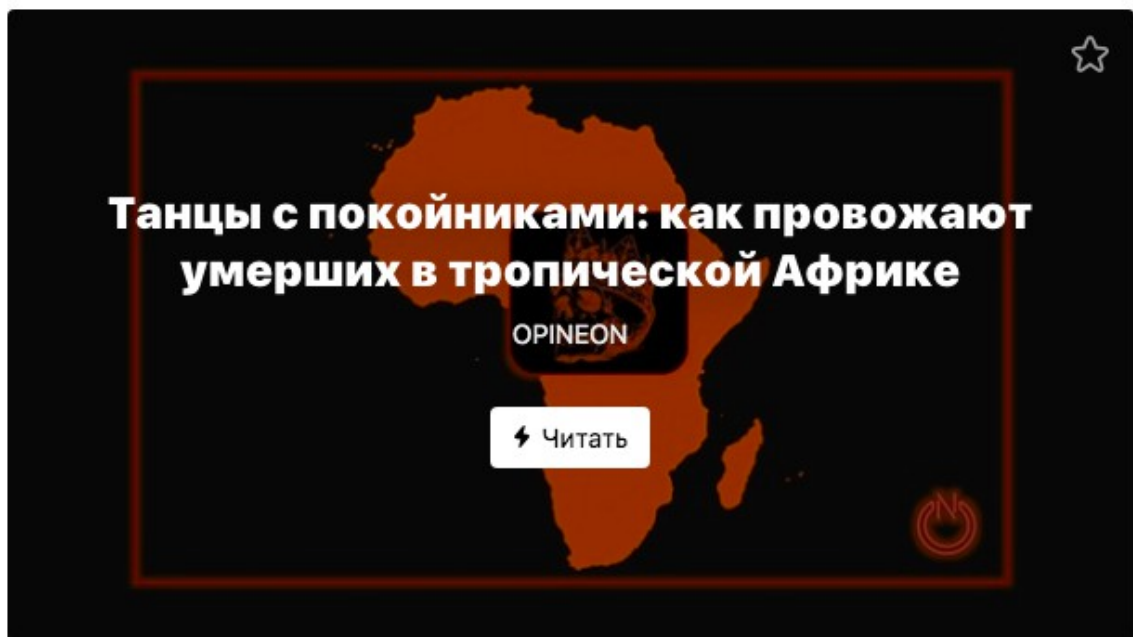 Танцы с покойниками: как провожают
умерших в тропической Африке
OPINEON
Читать
N